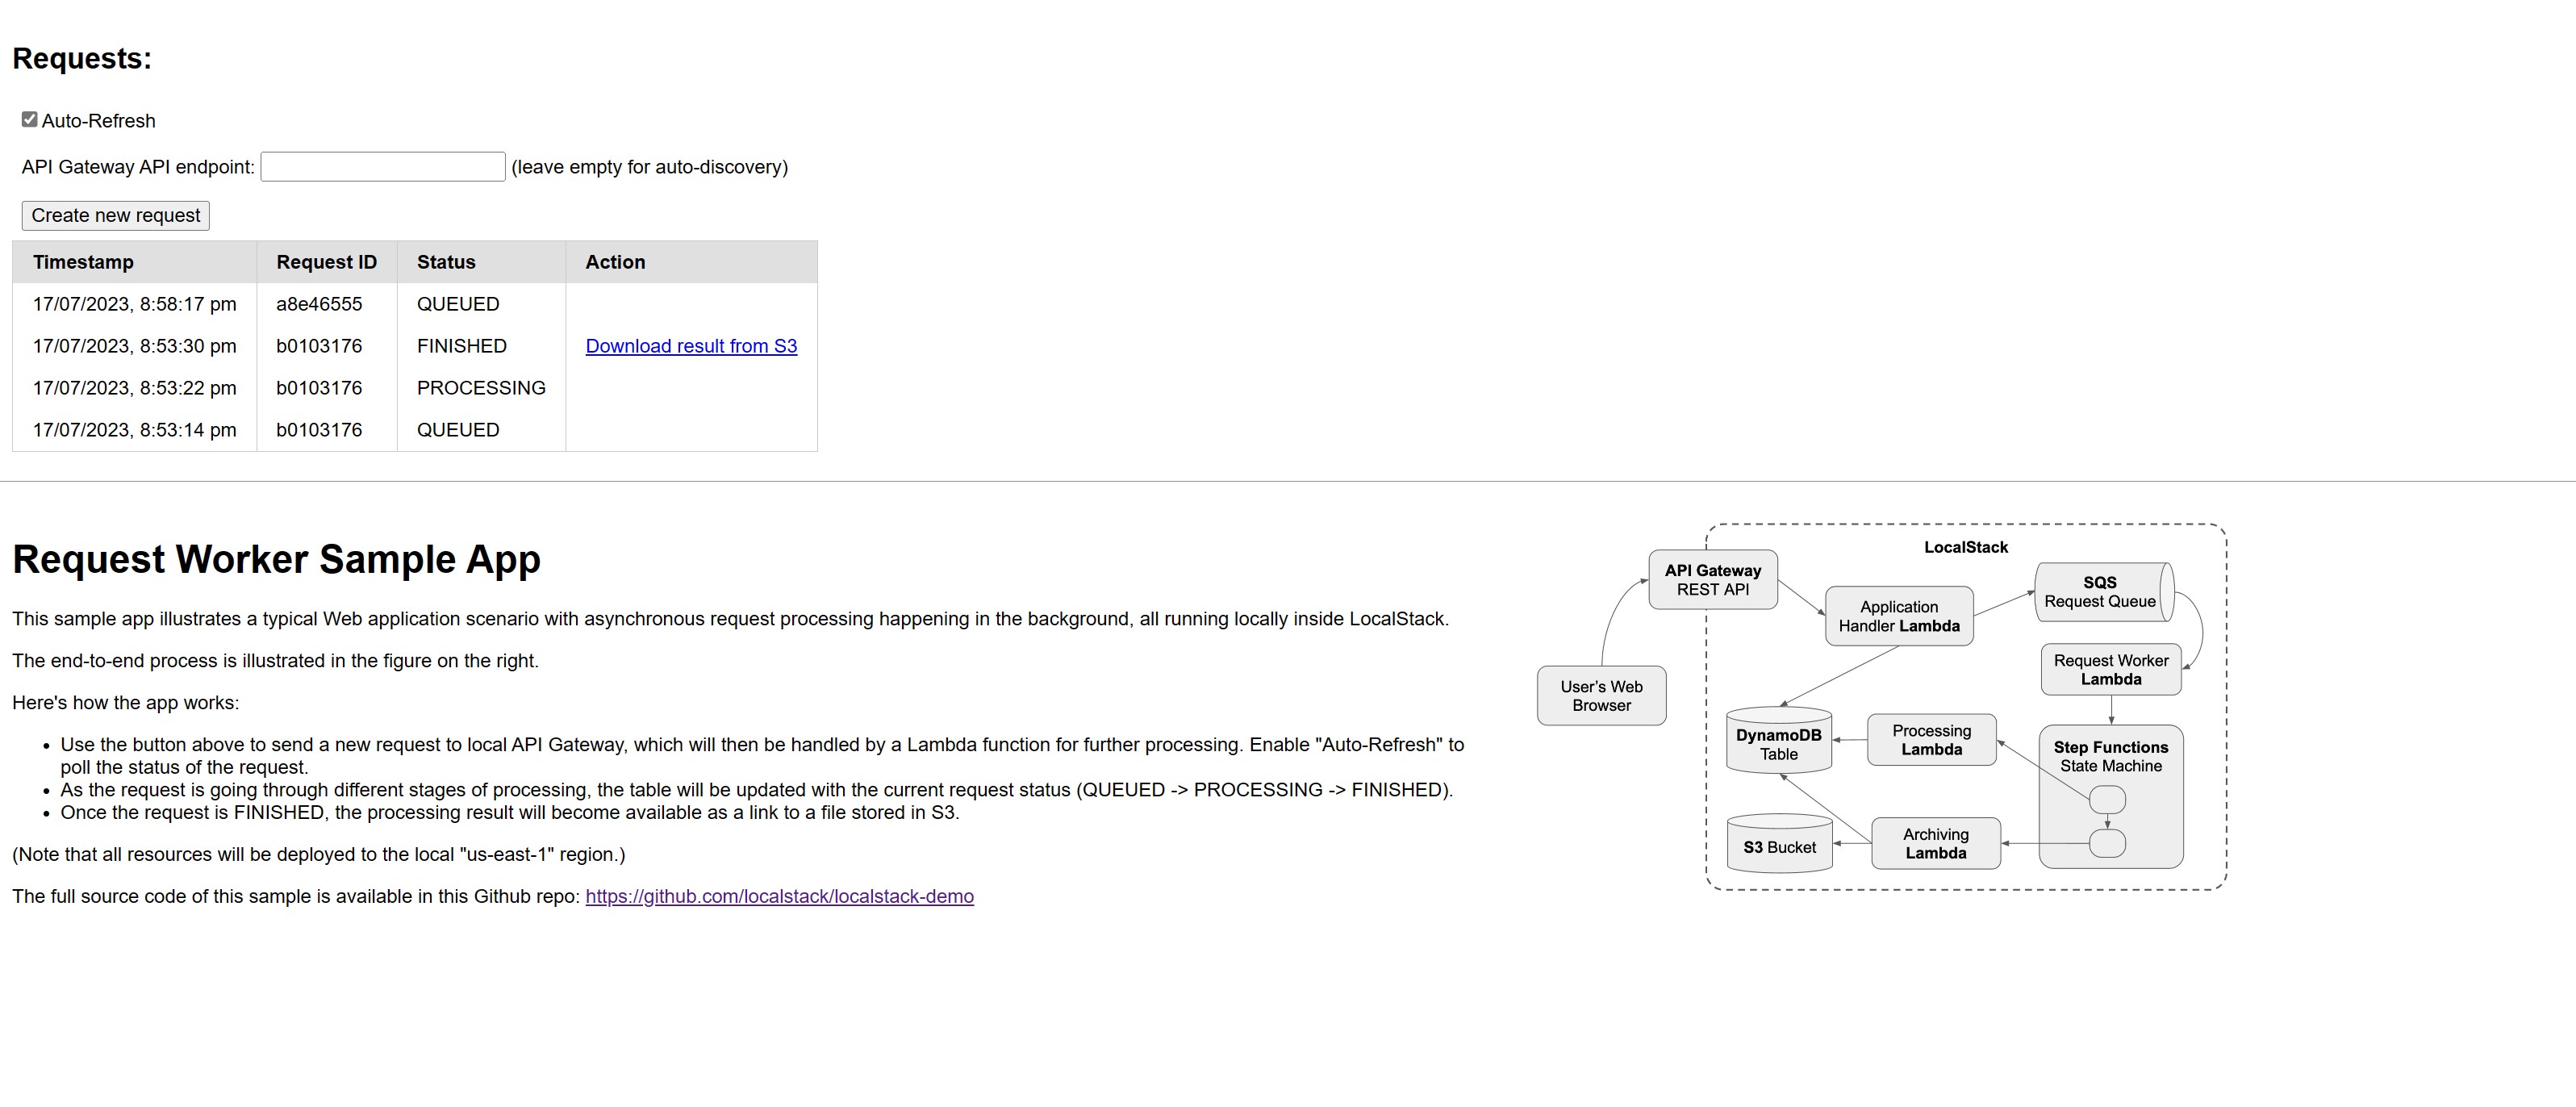 Requests:
Auto-Refresh
API Gateway API endpoint: (leave empty for auto-discovery)
Create new request
Timestamp Request ID Status Action
17/07/2023, 8:58:17 pm a8e46555 QUEUED
17/07/2023, 8:53:30 pm b0103176 FINISHED Download result from S3
17/07/2023, 8:53:22 pm b0103176 PROCESSING
17/07/2023, 8:53:14 pm b0103176 QUEUED
Request Worker Sample App
This sample app illustrates a typical Web application scenario with asynchronous request processing happening in the background, all running locally inside LocalStack.
The end-to-end process is illustrated in the figure on the right.
Here's how the app works:
• Use the button above to send a new request to local API Gateway, which will then be handled by a Lambda function for further processing. Enable "Auto-Refresh" to
poll the status of the request.
• As the request is going through different stages of processing, the table will be updated with the current request status (QUEUED -> PROCESSING -> FINISHED).
• Once the request is FINISHED, the processing result will become available as a link to a file stored in S3.
(Note that all resources will be deployed to the local "us-east-1" region.)
The full source code of this sample is available in this Github repo: https://github.com/localstack/localstack-demo
LocalStack
API Gateway
REST API
Application
Handler Lambda
SQS
Request Queue
User's Web
Browser
Request Worker
Lambda
DynamoDB
Table
Processing
Lambda
Step Functions
State Machine
S3 Bucket
Archiving
Lambda